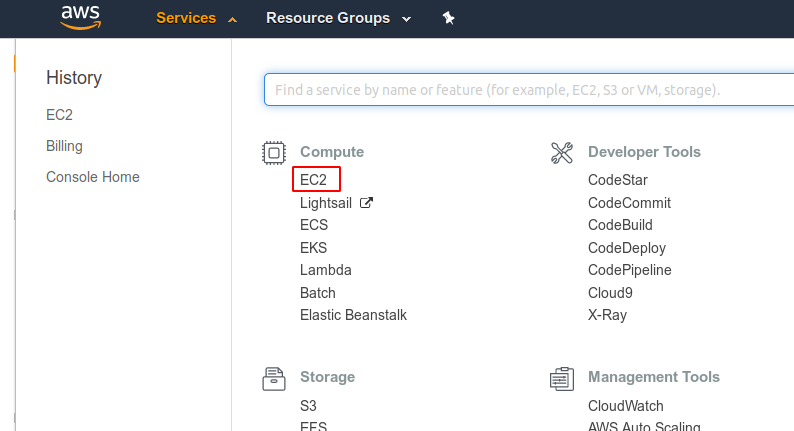 aws
Services
Resource Groups
History
EC2
Billing
Console Home
Find a service by name or feature (for example, EC2, S3 or VM, storage).
Compute
EC2
Lightsail
ECS
EKS
Lambda
Batch
Elastic Beanstalk
Developer Tools
CodeStar
CodeCommit
CodeBuild
CodeDeploy
CodePipeline
Cloud9
X-Ray
Storage
S3
EFS
Management Tools
CloudWatch
AWS Auto Scaling